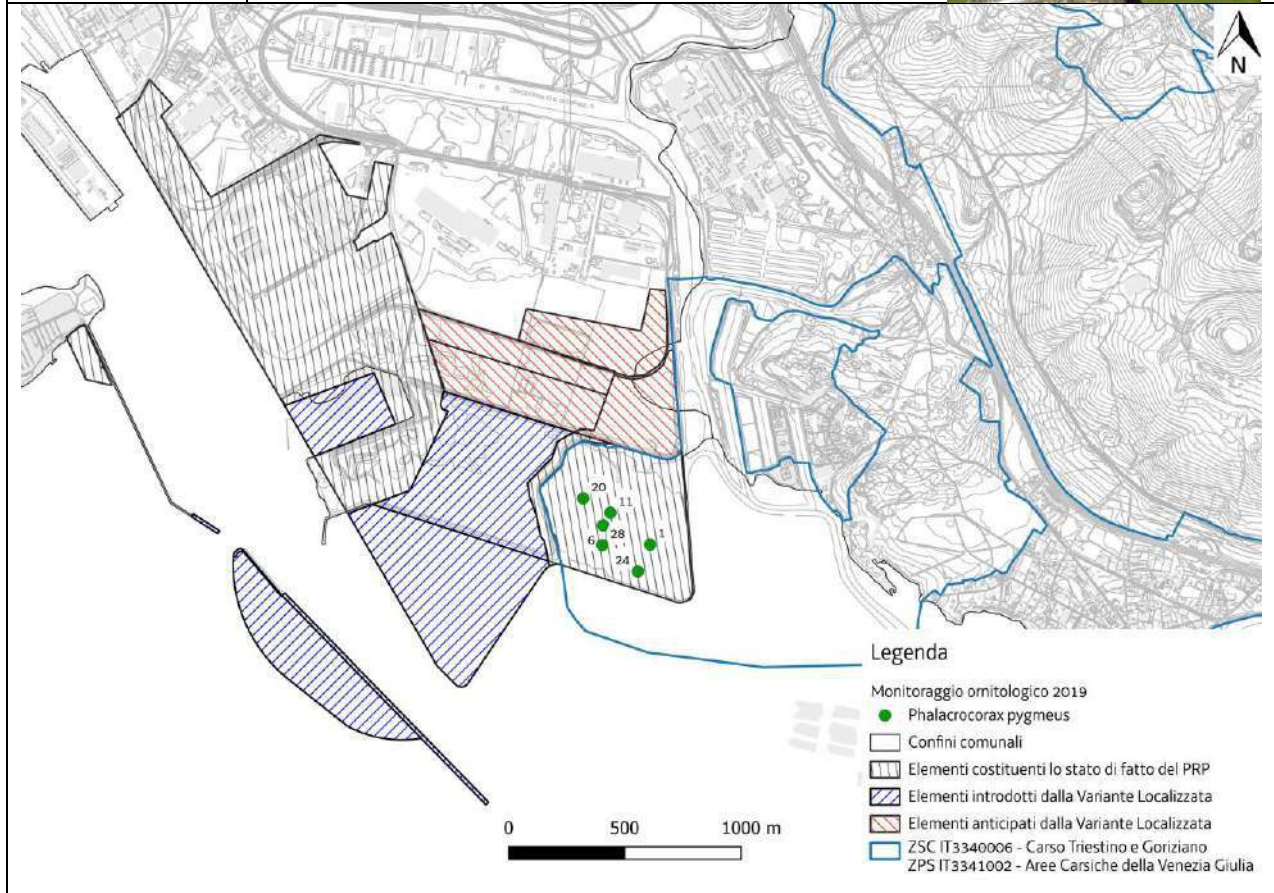 N
20
11
28
6
1
24
Legenda
Monitoraggio ornitologico 2019
Phalacrocorax pygmeus
Confini comunali
Elementi costituenti lo stato di fatto del PRP
Elementi introdotti dalla Variante Localizzata
Elementi anticipati dalla Variante Localizzata
ZSC IT3340006 - Carso Triestino e Goriziano
ZPS IT3341002 - Aree Carsiche della Venezia Giulia
0 500 1000 m